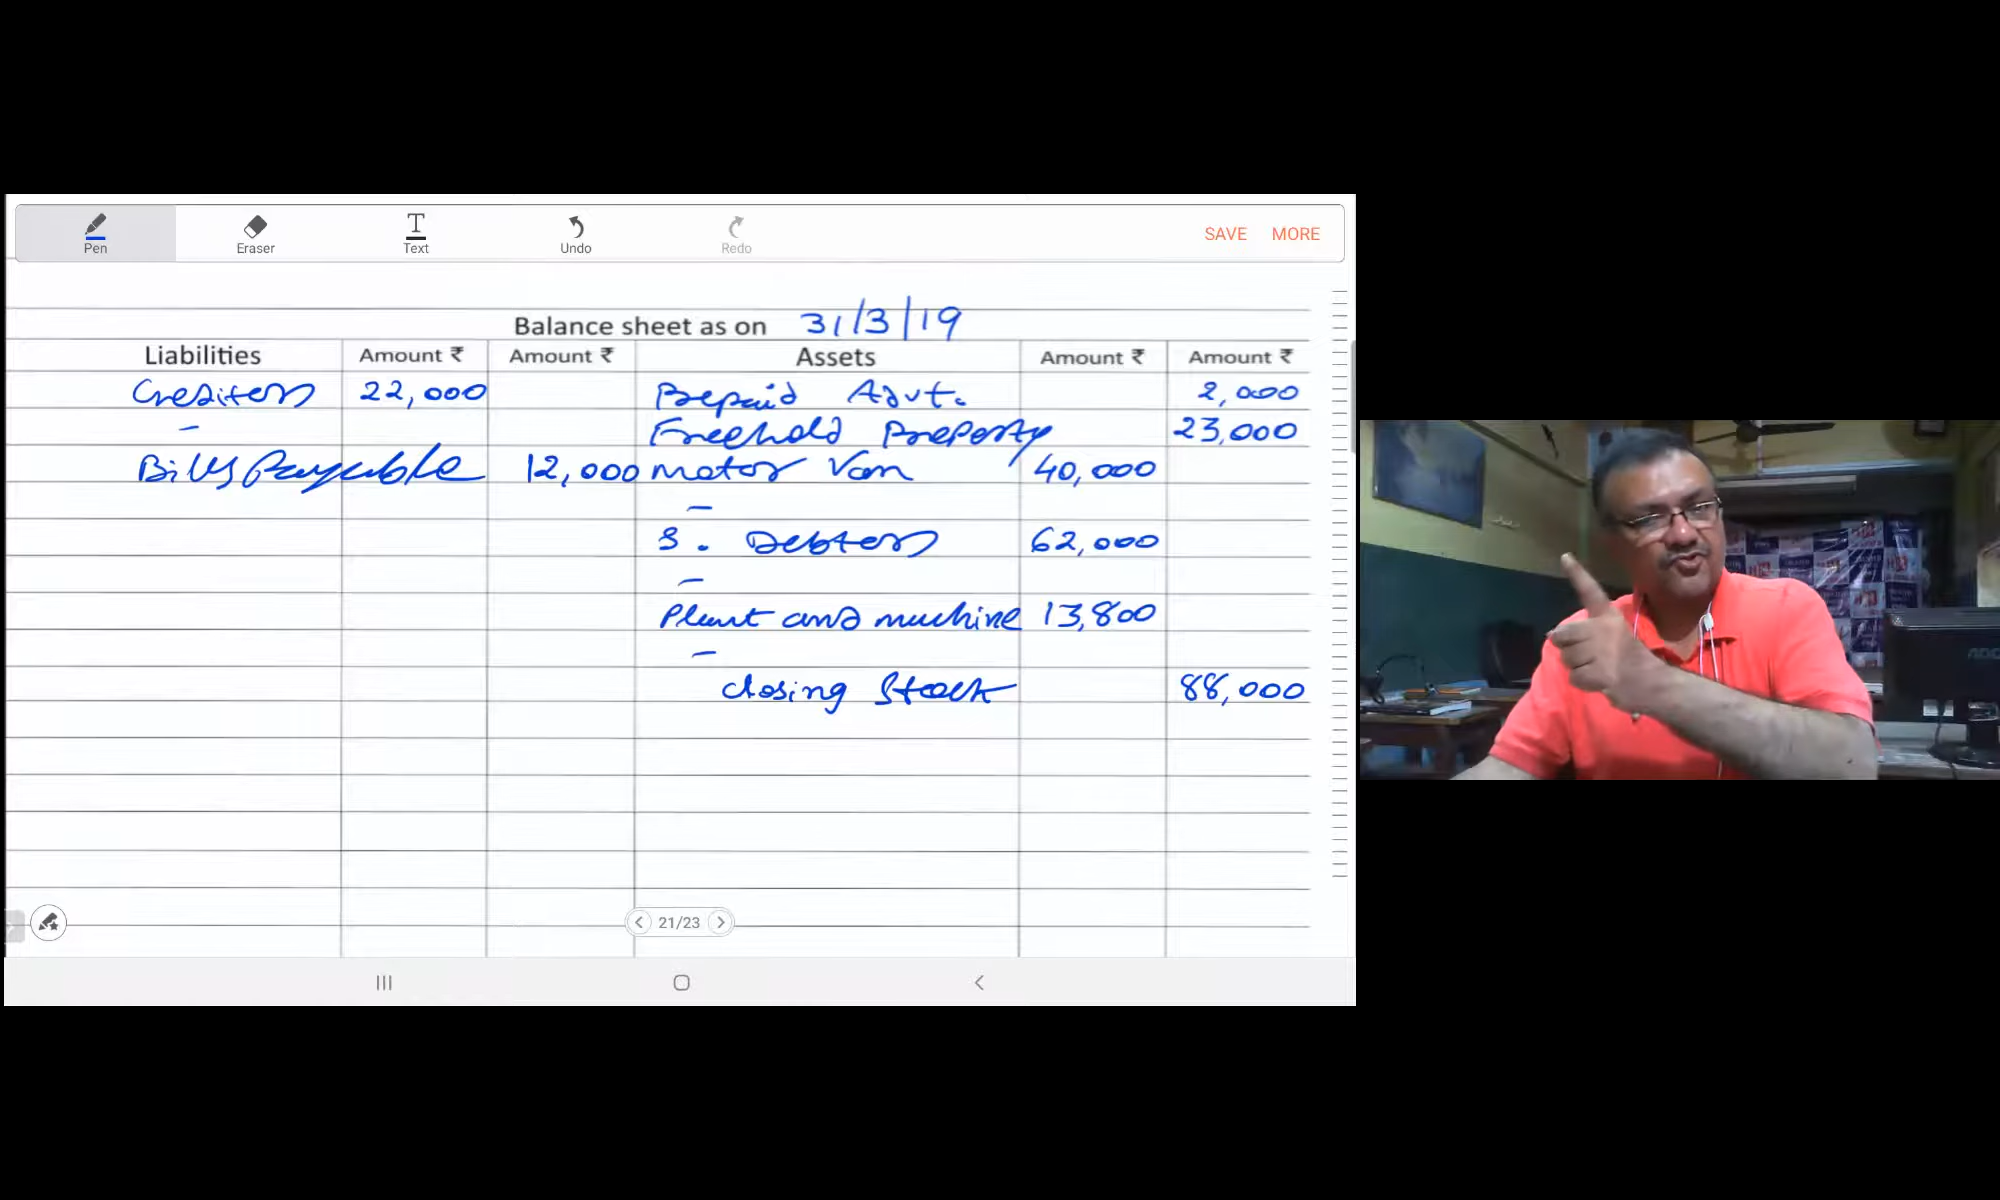 Pen Eraser Text Undo Redo SAVE MORE
Balance sheet as on 31/3/19
Liabilities Amount ₹ Amount ₹ Assets Amount ₹ Amount ₹
Creditors 22,000 Prepaid Advt. 2,000
- Freehold Property 23,000
Bills Payable 12,000 motor Van 40,000
-
S. Debtors 62,000
-
Plant and machine 13,800
-
closing Stock 88,000
21/23
AOC